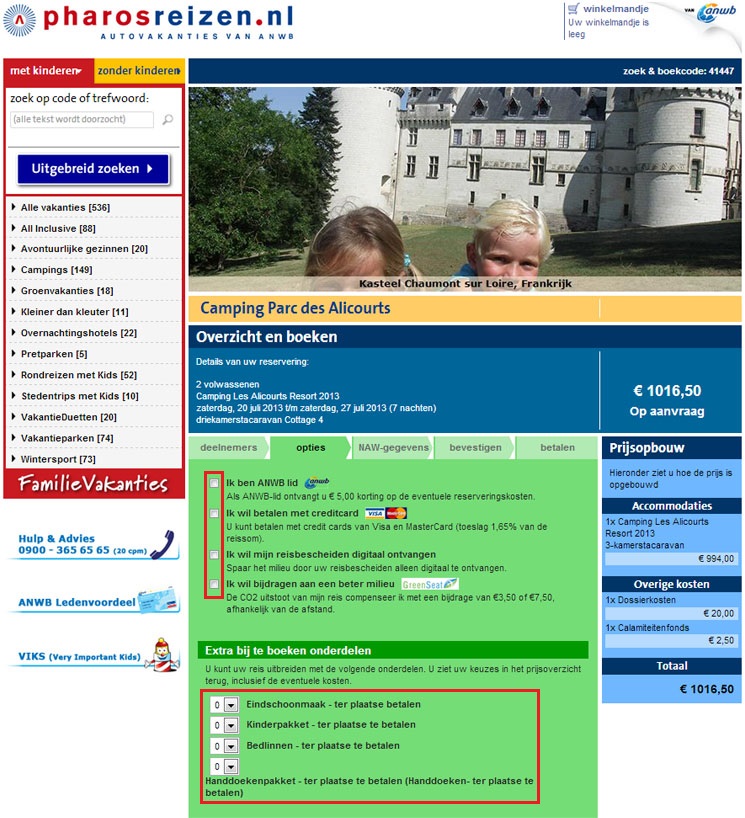 pharosreizen.nl
AUTOVAKANTIES VAN ANWB
winkelmandje
Uw winkelmandje is
leeg
VAN anwb
met kinderen
zonder kinderen
zoek op code of trefwoord:
(alle tekst wordt doorzocht)
Uitgebreid zoeken
Alle vakanties [536]
All Inclusive [88]
Avontuurlijke gezinnen [20]
Campings [149]
Groenvakanties [18]
Kleiner dan kleuter [11]
Overnachtingshotels [22]
Pretparken [5]
Rondreizen met Kids [52]
Stedentrips met Kids [10]
VakantieDuetten [20]
Vakantieparken [74]
Wintersport [73]
FamilieVakanties
Hulp & Advies
0900 - 365 65 65 (20 cpm)
ANWB Ledenvoordeel
VIKS (Very Important Kids)
zoek & boekcode: 41447
Kasteel Chaumont sur Loire, Frankrijk
Camping Parc des Alicourts
Overzicht en boeken
Details van uw reservering:
2 volwassenen
Camping Les Alicourts Resort 2013
zaterdag, 20 juli 2013 t/m zaterdag, 27 juli 2013 (7 nachten)
driekamerstacaravan Cottage 4
€ 1016,50
Op aanvraag
deelnemers
opties
NAW-gegevens
bevestigen
betalen
Ik ben ANWB lid anwb
Als ANWB-lid ontvangt u € 5,00 korting op de eventuele reserveringskosten.
Ik wil betalen met creditcard VISA MasterCard
U kunt betalen met credit cards van Visa en MasterCard (toeslag 1,65% van de
reissom).
Ik wil mijn reisbescheiden digitaal ontvangen
Spaar het milieu door uw reisbescheiden alleen digitaal te ontvangen.
Ik wil bijdragen aan een beter milieu GreenSeat
De CO2 uitstoot van mijn reis compenseer ik met een bijdrage van €3,50 of €7,50,
afhankelijk van de afstand.
Extra bij te boeken onderdelen
U kunt uw reis uitbreiden met de volgende onderdelen. U ziet uw keuzes in het prijsoverzicht
terug, inclusief de eventuele kosten.
0 Eindschoonmaak - ter plaatse betalen
0 Kinderpakket - ter plaatse te betalen
0 Bedlinnen - ter plaatse te betalen
0
Handdoekenpakket - ter plaatse te betalen (Handdoeken- ter plaatse te
betalen)
Prijsopbouw
Hieronder ziet u hoe de prijs is
opgebouwd
Accommodaties
1x Camping Les Alicourts
Resort 2013
3-kamerstacaravan
€ 994,00
Overige kosten
1x Dossierkosten
€ 20,00
1x Calamiteitenfonds
€ 2,50
Totaal
€ 1016,50